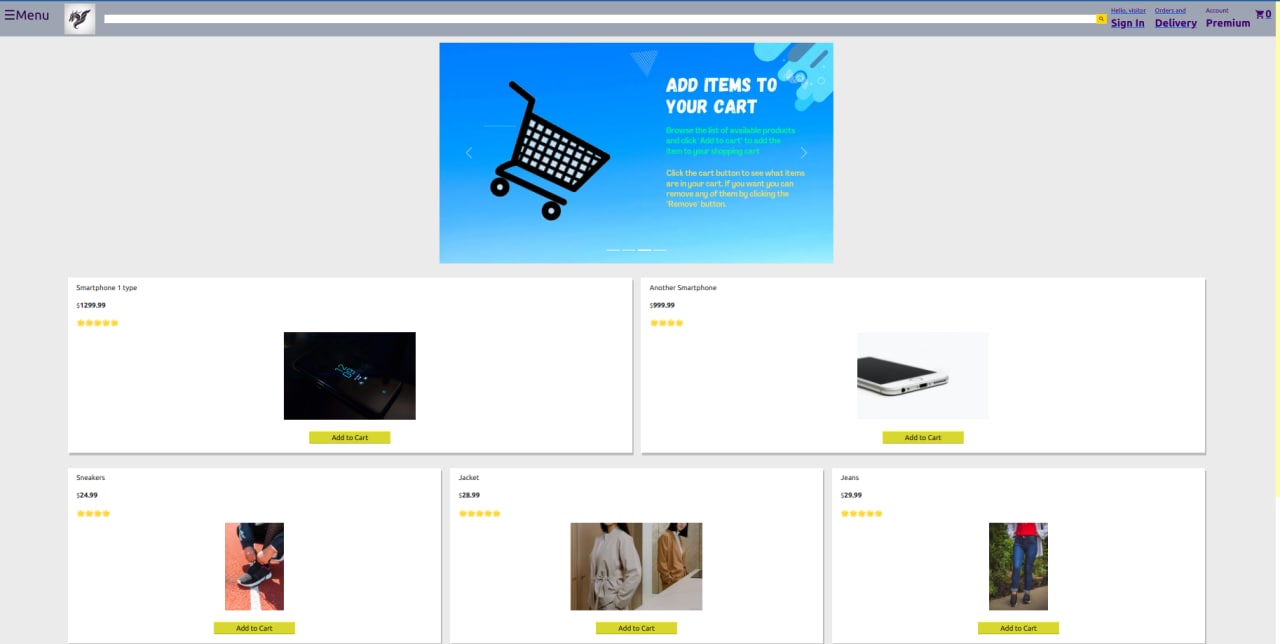 ☰Menu
Hello, visitor
Sign In
Orders and
Delivery
Account
Premium
0
ADD ITEMS TO
YOUR CART
Browse the list of available products
and click 'Add to cart' to add the
item to your shopping cart
Click the cart button to see what items
are in your cart. If you want you can
remove any of them by clicking the
'Remove' button.
Smartphone 1 type
$1299.99
Add to Cart
Another Smartphone
$999.99
Add to Cart
Sneakers
$24.99
Add to Cart
Jacket
$28.99
Add to Cart
Jeans
$29.99
Add to Cart